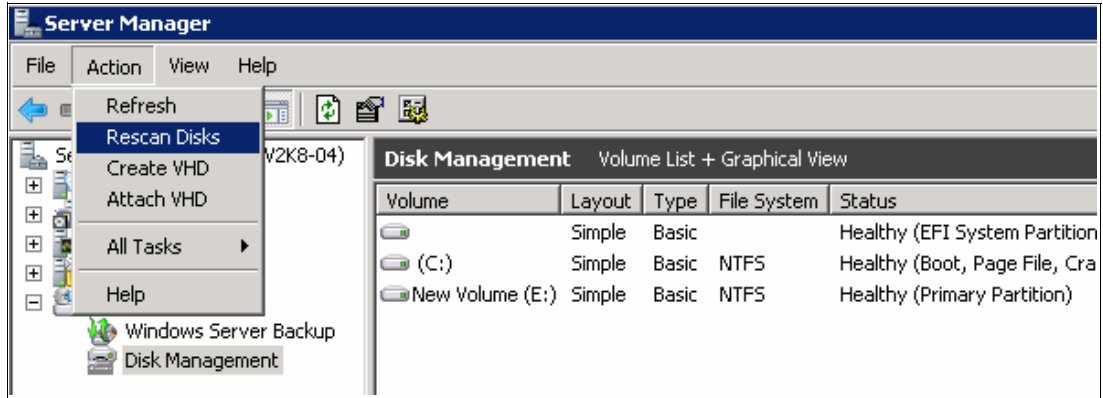 Server Manager
File Action View Help
Refresh
Rescan Disks
Create VHD
Attach VHD
All Tasks
Help
V2K8-04)
Windows Server Backup
Disk Management
Disk Management Volume List + Graphical View
Volume Layout Type File System Status
Simple Basic Healthy (EFI System Partition
(C:) Simple Basic NTFS Healthy (Boot, Page File, Cra
New Volume (E:) Simple Basic NTFS Healthy (Primary Partition)